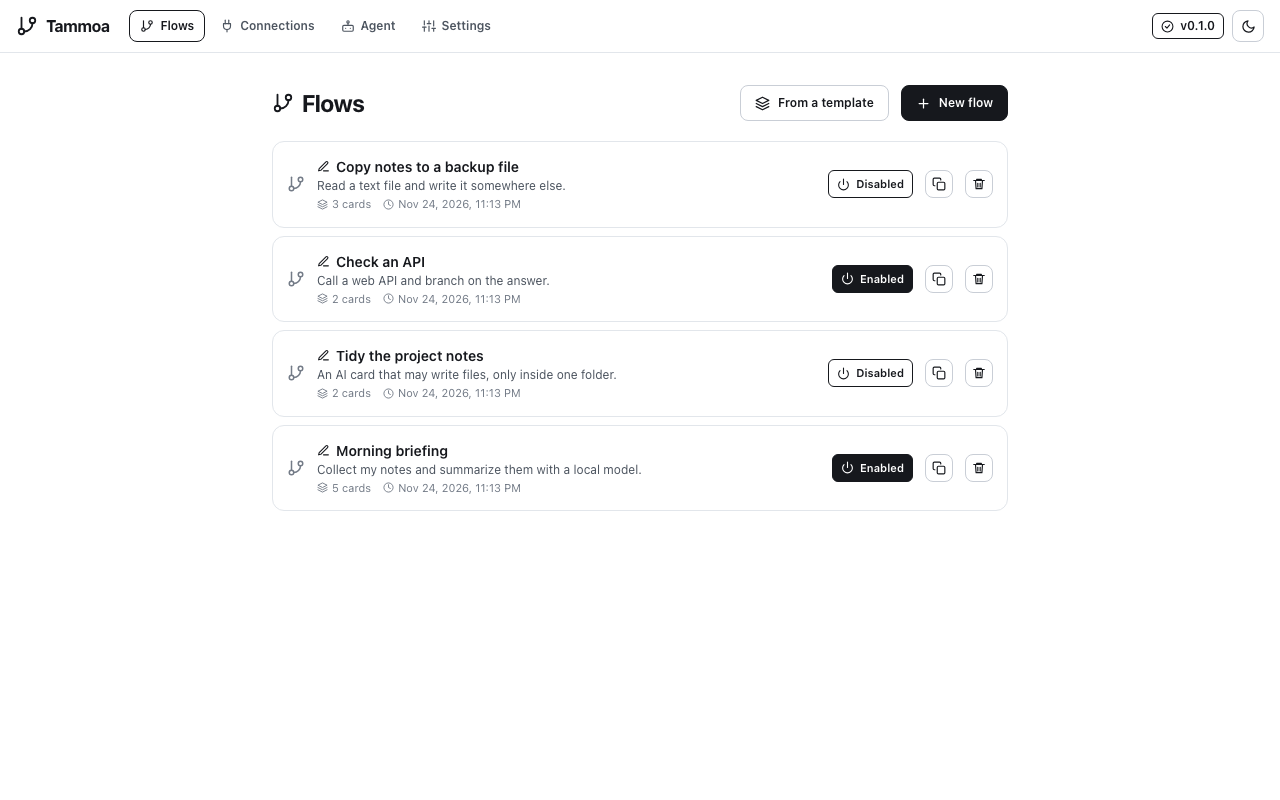 Tammoa
Flows
Connections
Agent
Settings
v0.1.0
Flows
From a template
New flow
Copy notes to a backup file
Read a text file and write it somewhere else.
3 cards
Nov 24, 2026, 11:13 PM
Disabled
Check an API
Call a web API and branch on the answer.
2 cards
Nov 24, 2026, 11:13 PM
Enabled
Tidy the project notes
An AI card that may write files, only inside one folder.
2 cards
Nov 24, 2026, 11:13 PM
Disabled
Morning briefing
Collect my notes and summarize them with a local model.
5 cards
Nov 24, 2026, 11:13 PM
Enabled